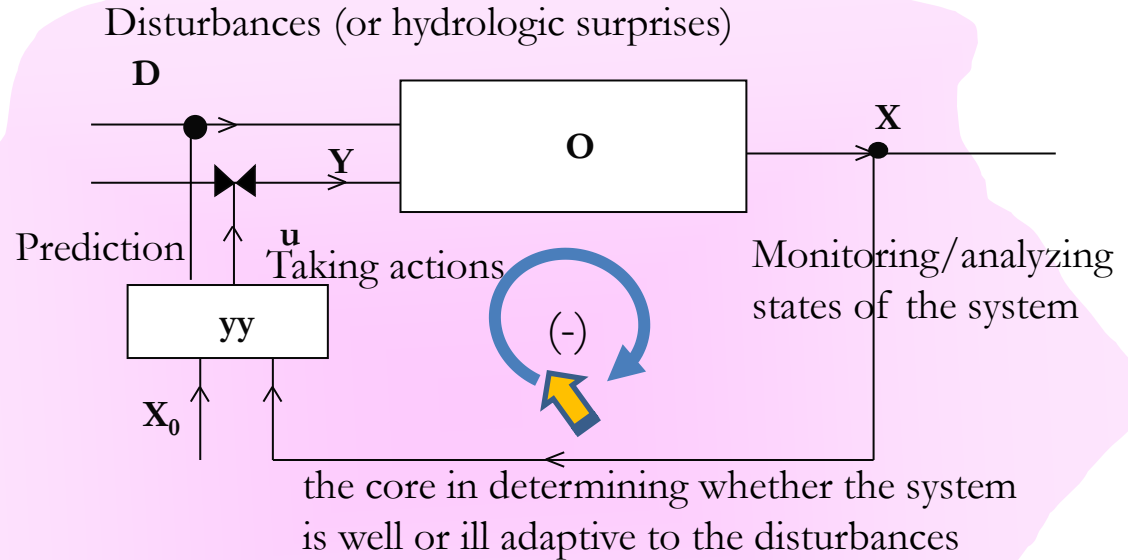 Disturbances (or hydrologic surprises)
D
X
O
Y
Prediction
u
Taking actions
Monitoring/analyzing
states of the system
yy
(-)
X₀
the core in determining whether the system
is well or ill adaptive to the disturbances